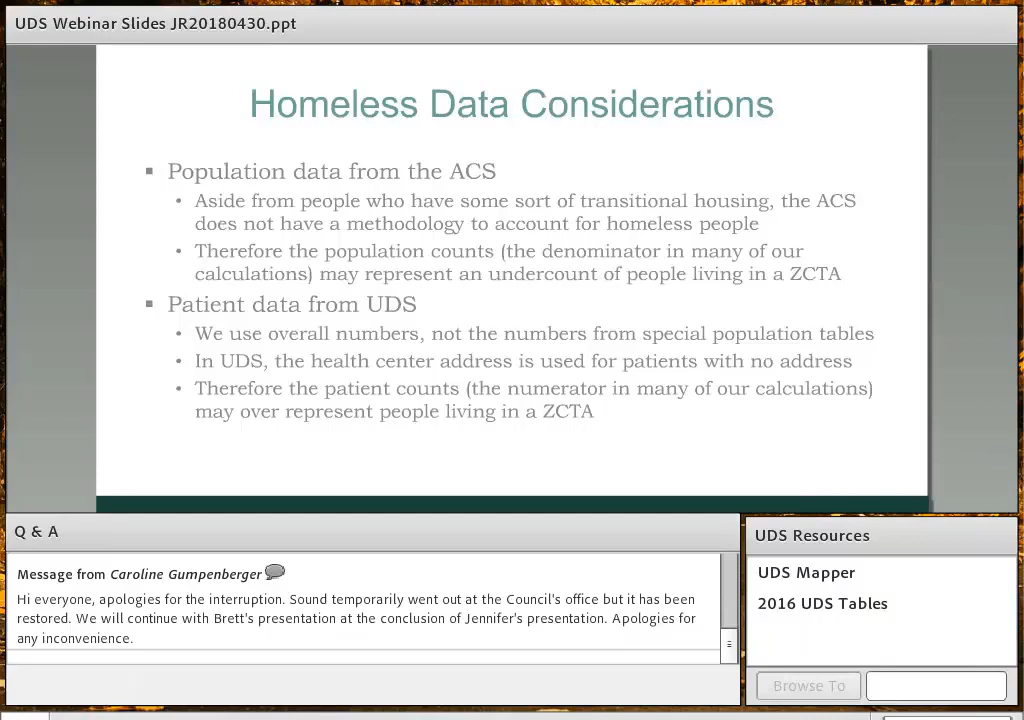 UDS Webinar Slides JR20180430.ppt
Homeless Data Considerations
▪ Population data from the ACS
• Aside from people who have some sort of transitional housing, the ACS
does not have a methodology to account for homeless people
• Therefore the population counts (the denominator in many of our
calculations) may represent an undercount of people living in a ZCTA
▪ Patient data from UDS
• We use overall numbers, not the numbers from special population tables
• In UDS, the health center address is used for patients with no address
• Therefore the patient counts (the numerator in many of our calculations)
may over represent people living in a ZCTA
Q & A
Message from Caroline Gumpenberger
Hi everyone, apologies for the interruption. Sound temporarily went out at the Council's office but it has been
restored. We will continue with Brett's presentation at the conclusion of Jennifer's presentation. Apologies for
any inconvenience.
UDS Resources
UDS Mapper
2016 UDS Tables
Browse To